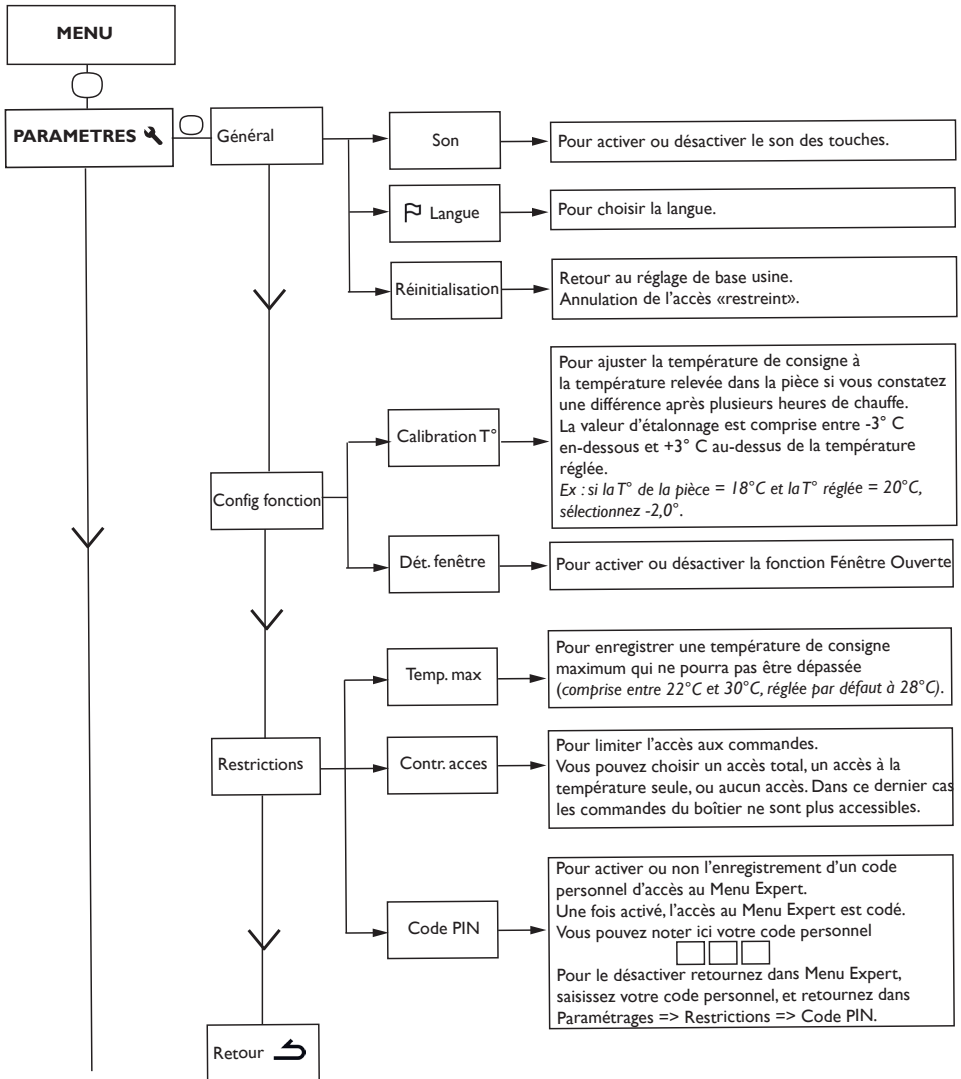 MENU
PARAMETRES
Général
Son
Pour activer ou désactiver le son des touches.
Langue
Pour choisir la langue.
Réinitialisation
Retour au réglage de base usine.
Annulation de l'accès «restreint».
Config fonction
Calibration T°
Pour ajuster la température de consigne à
la température relevée dans la pièce si vous constatez
une différence après plusieurs heures de chauffe.
La valeur d'étalonnage est comprise entre -3° C
en-dessous et +3° C au-dessus de la température
réglée.
Ex : si la T° de la pièce = 18°C et la T° réglée = 20°C,
sélectionnez -2,0°.
Dét. fenêtre
Pour activer ou désactiver la fonction Fénêtre Ouverte
Restrictions
Temp. max
Pour enregistrer une température de consigne
maximum qui ne pourra pas être dépassée
(comprise entre 22°C et 30°C, réglée par défaut à 28°C).
Contr. acces
Pour limiter l'accès aux commandes.
Vous pouvez choisir un accès total, un accès à la
température seule, ou aucun accès. Dans ce dernier cas
les commandes du boîtier ne sont plus accessibles.
Code PIN
Pour activer ou non l'enregistrement d'un code
personnel d'accès au Menu Expert.
Une fois activé, l'accès au Menu Expert est codé.
Vous pouvez noter ici votre code personnel
Pour le désactiver retournez dans Menu Expert,
saisissez votre code personnel, et retournez dans
Paramétrages => Restrictions => Code PIN.
Retour